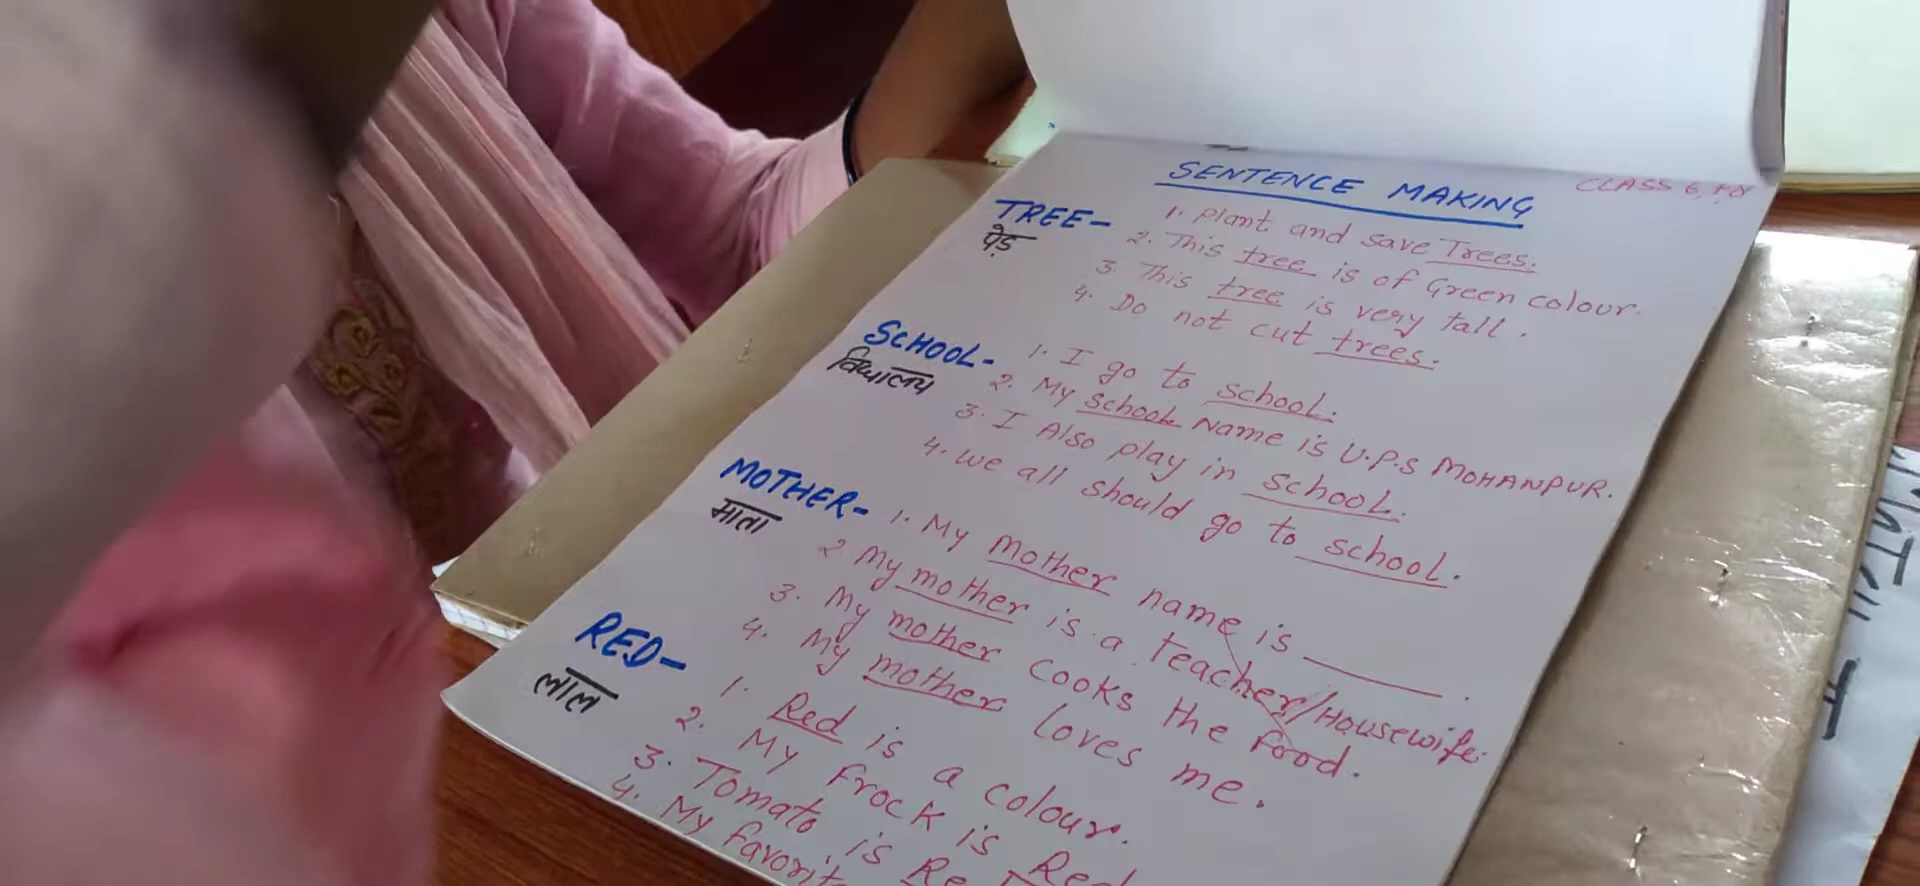 SENTENCE MAKING
CLASS 6,7,8
TREE-
पेड़
1. Plant and save Trees.
2. This tree is of Green colour.
3. This tree is very tall.
4. Do not cut trees.
SCHOOL-
विद्यालय
1. I go to school.
2. My School Name is U.P.S MOHANPUR.
3. I Also play in school.
4. We all should go to school.
MOTHER-
माता
1. My mother name is ______.
2 My mother is a teacher/Housewife.
3. My mother cooks the food.
4. My mother loves me.
RED-
लाल
1. Red is a colour.
2. My frock is Red
3. Tomato is Re
4. My favorit